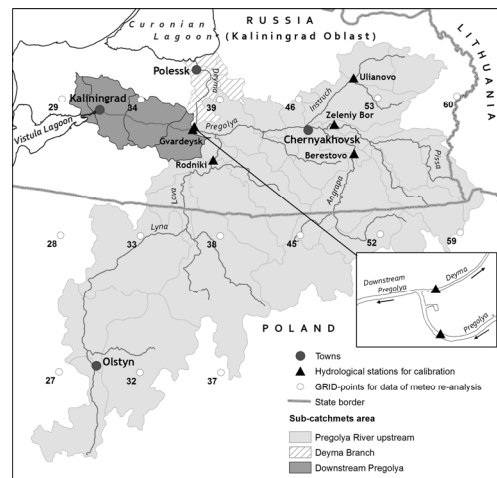 Curonian
Lagoon
RUSSIA
(Kaliningrad Oblast)
LITHUANIA
Polessk
Deyma
Ulianovo
29
Kaliningrad
34
39
46
Instruch
53
60
Vistula Lagoon
Pregolya
Zeleniy Bor
Chernyakhovsk
Gvardeysk
Berestovo
Pissa
Rodniki
Angrapa
Lova
Lyna
28
33
38
45
52
59
Downstream
Pregolya
Deyma
Pregolya
POLAND
Olstyn
27
32
37
Towns
Hydrological stations for calibration
GRID-points for data of meteo re-analysis
State border
Sub-catchmets area
Pregolya River upstream
Deyma Branch
Downstream Pregolya